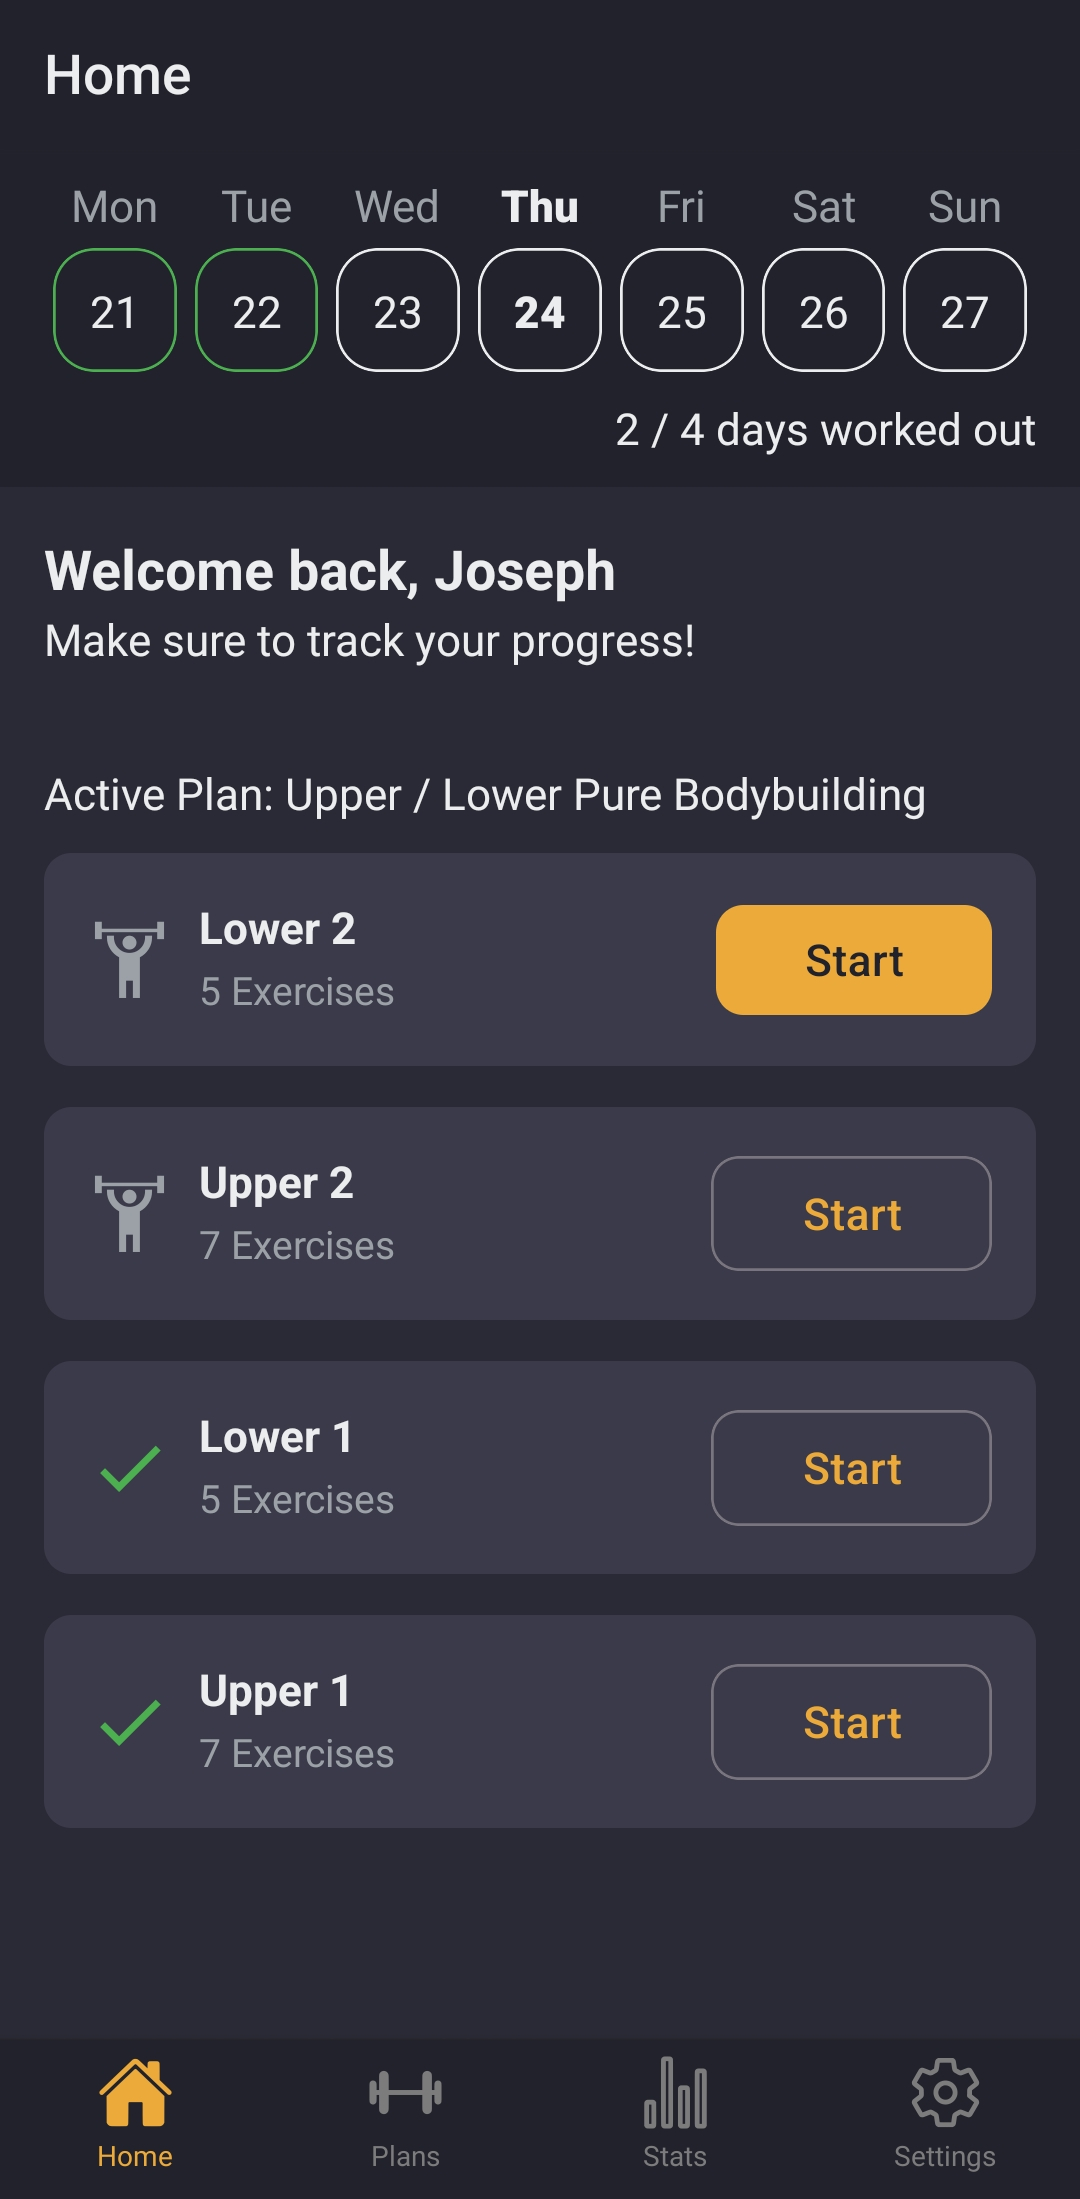 Home
Mon Tue Wed Thu Fri Sat Sun
21 22 23 24 25 26 27
2 / 4 days worked out
Welcome back, Joseph
Make sure to track your progress!
Active Plan: Upper / Lower Pure Bodybuilding
Lower 2
5 Exercises
Start
Upper 2
7 Exercises
Start
Lower 1
5 Exercises
Start
Upper 1
7 Exercises
Start
Home Plans Stats Settings